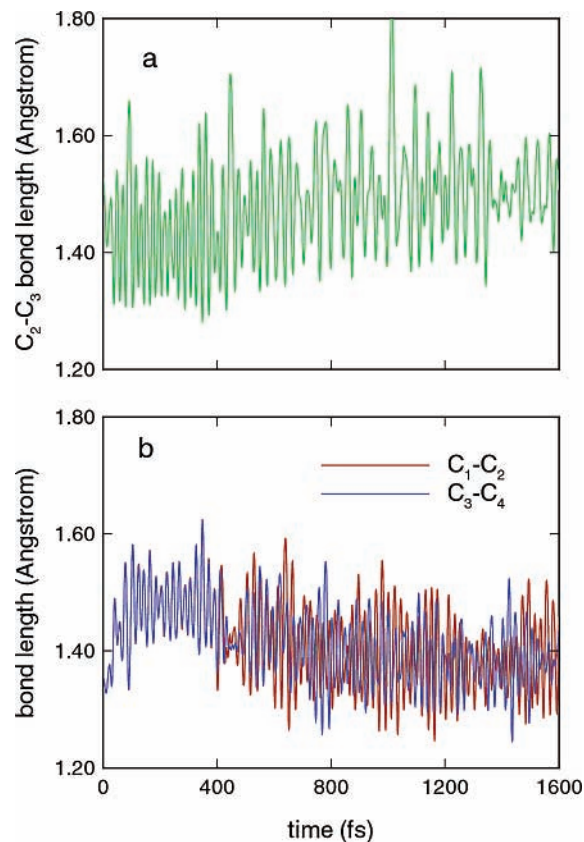 1.80
a
1.60
1.40
1.20
C₂-C₃ bond length (Angstrom)
1.80
b
C₁-C₂
C₃-C₄
1.60
1.40
1.20
bond length (Angstrom)
0 400 800 1200 1600
time (fs)